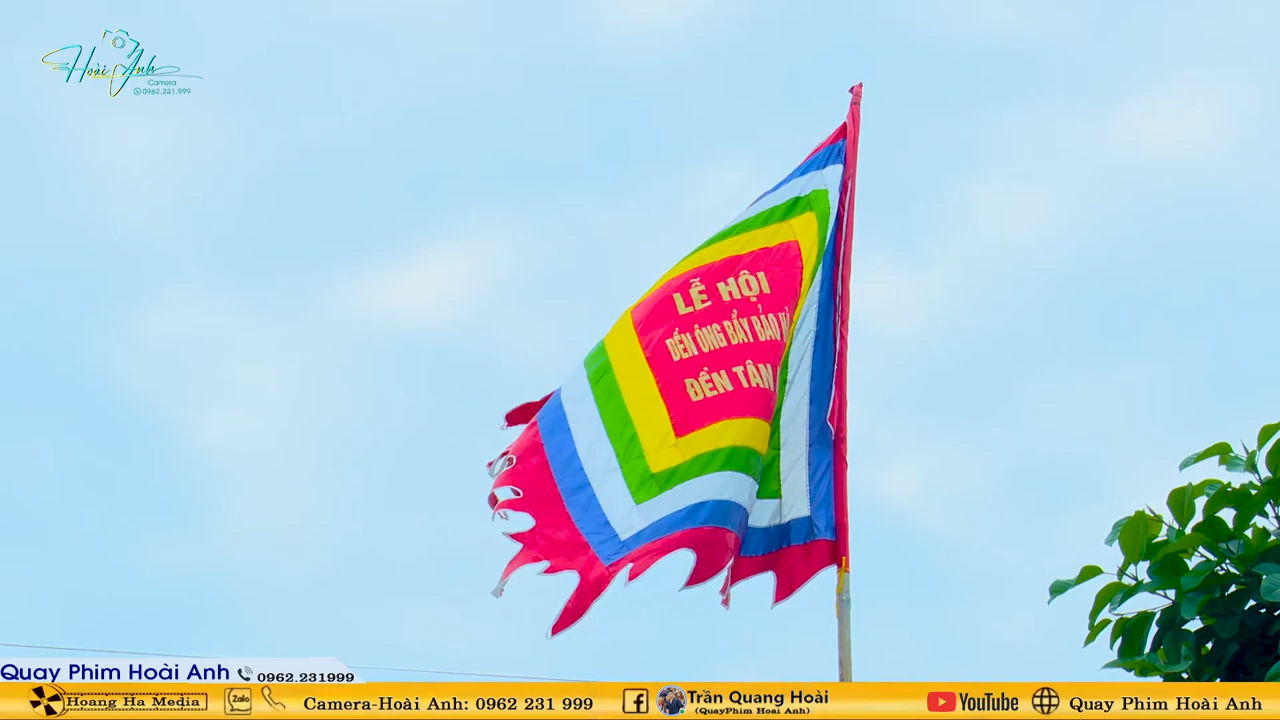 Hoài Anh
Camera
0962.231.999
LỄ HỘI
ĐỀN ÔNG BẨY BẢO
ĐỀN TÂN
Quay Phim Hoài Anh 0962.231999
Hoang Ha Media
Zalo
Camera-Hoài Anh: 0962 231 999
Trần Quang Hoài
(QuayPhim Hoai Anh)
YouTube
Quay Phim Hoài Anh